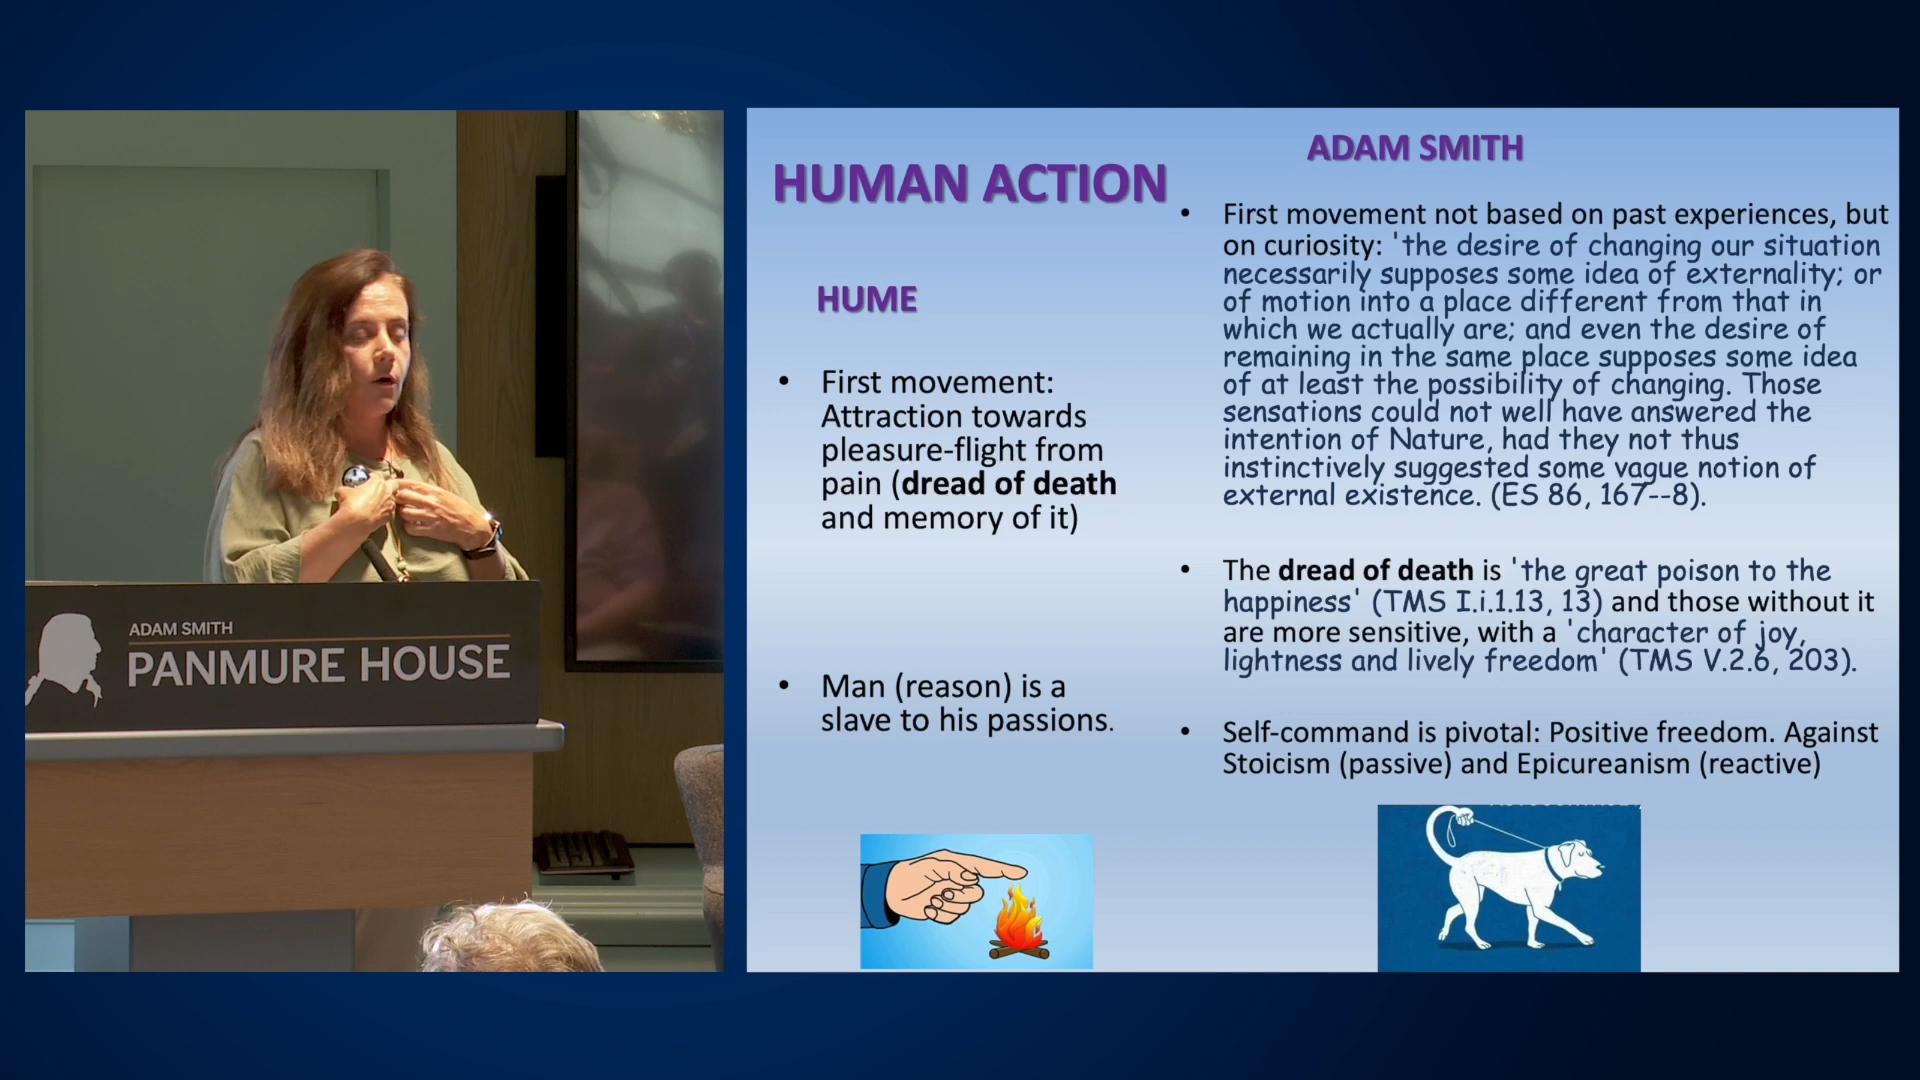 ADAM SMITH
PANMURE HOUSE
HUMAN ACTION
HUME
• First movement:
Attraction towards
pleasure-flight from
pain (dread of death
and memory of it)
• Man (reason) is a
slave to his passions.
ADAM SMITH
• First movement not based on past experiences, but
on curiosity: 'the desire of changing our situation
necessarily supposes some idea of externality; or
of motion into a place different from that in
which we actually are; and even the desire of
remaining in the same place supposes some idea
of at least the possibility of changing. Those
sensations could not well have answered the
intention of Nature, had they not thus
instinctively suggested some vague notion of
external existence. (ES 86, 167--8).
• The dread of death is 'the great poison to the
happiness' (TMS I.i.1.13, 13) and those without it
are more sensitive, with a 'character of joy,
lightness and lively freedom' (TMS V.2.6, 203).
• Self-command is pivotal: Positive freedom. Against
Stoicism (passive) and Epicureanism (reactive)